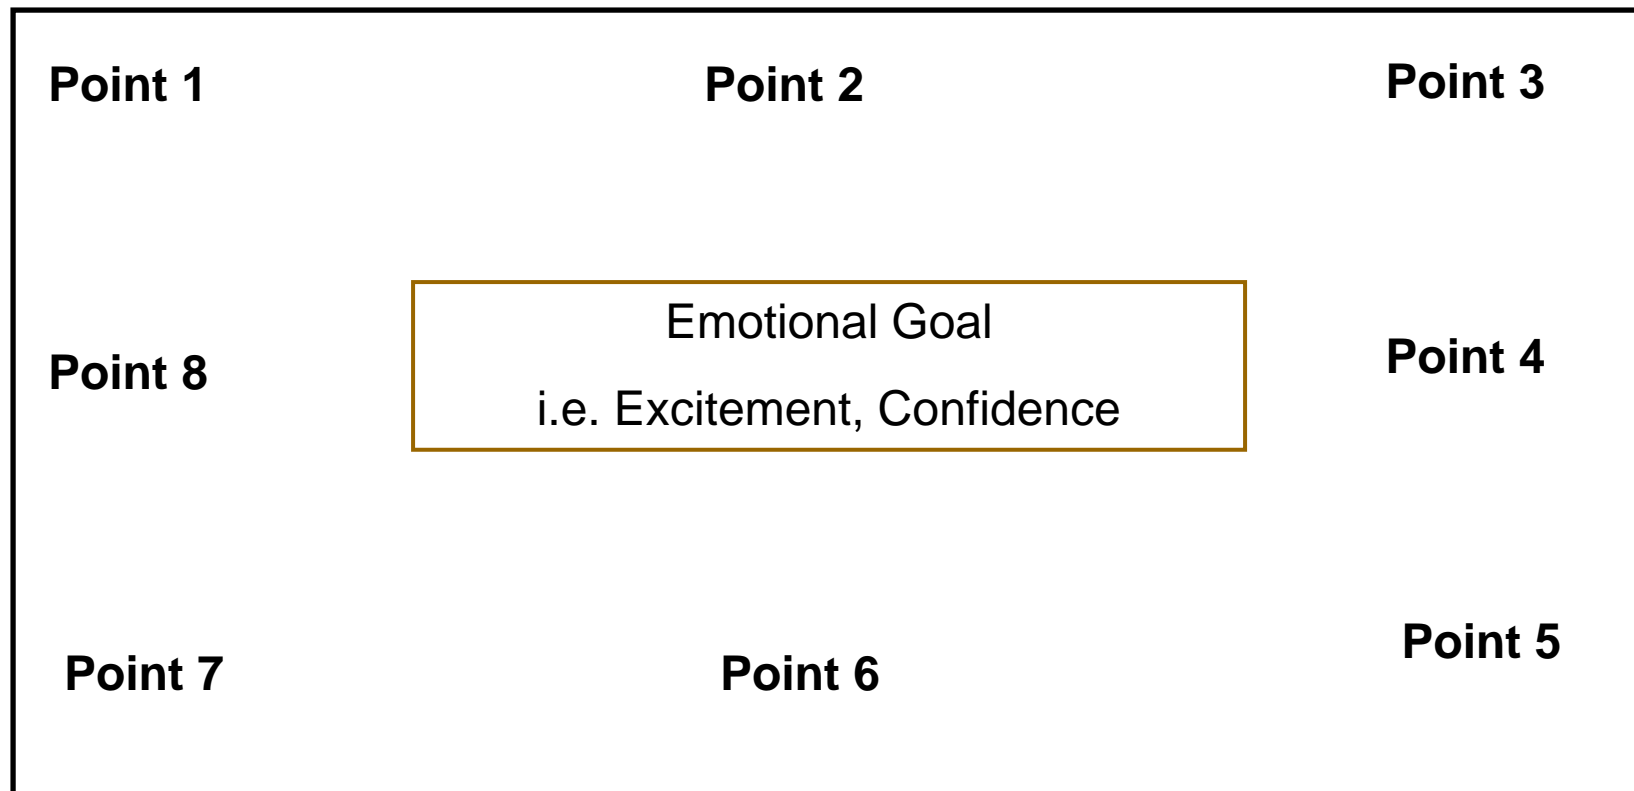 Point 1
Point 2
Point 3
Emotional Goal
i.e. Excitement, Confidence
Point 8
Point 4
Point 7
Point 6
Point 5